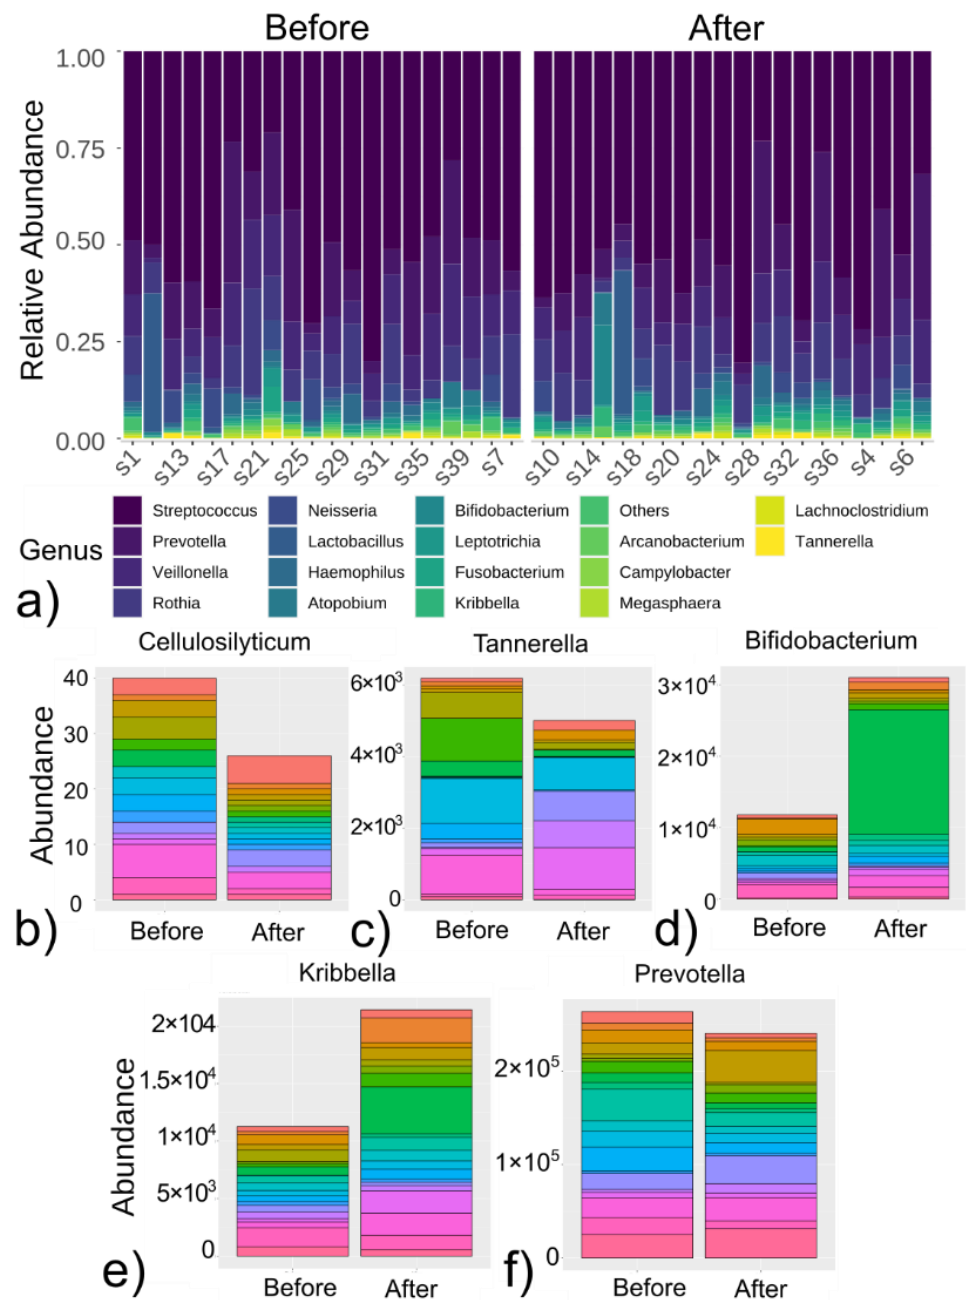 Before After
1.00
0.75
0.50
0.25
0.00
Relative Abundance
s1 s13 s17 s21 s25 s29 s31 s35 s39 s7 s10 s14 s18 s20 s24 s28 s32 s36 s4 s6
Genus
Streptococcus Neisseria Bifidobacterium Others Lachnoclostridium
Prevotella Lactobacillus Leptotrichia Arcanobacterium Tannerella
Veillonella Haemophilus Fusobacterium Campylobacter
Rothia Atopobium Kribbella Megasphaera
a)
Cellulosilyticum Tannerella Bifidobacterium
Abundance
40
30
20
10
0
Before After
b)
6×10³
4×10³
2×10³
0
Before After
c)
3×10⁴
2×10⁴
1×10⁴
0
Before After
d)
Kribbella Prevotella
Abundance
2×10⁴
1.5×10⁴
1×10⁴
5×10³
0
Before After
e)
2×10⁵
1×10⁵
0
Before After
f)